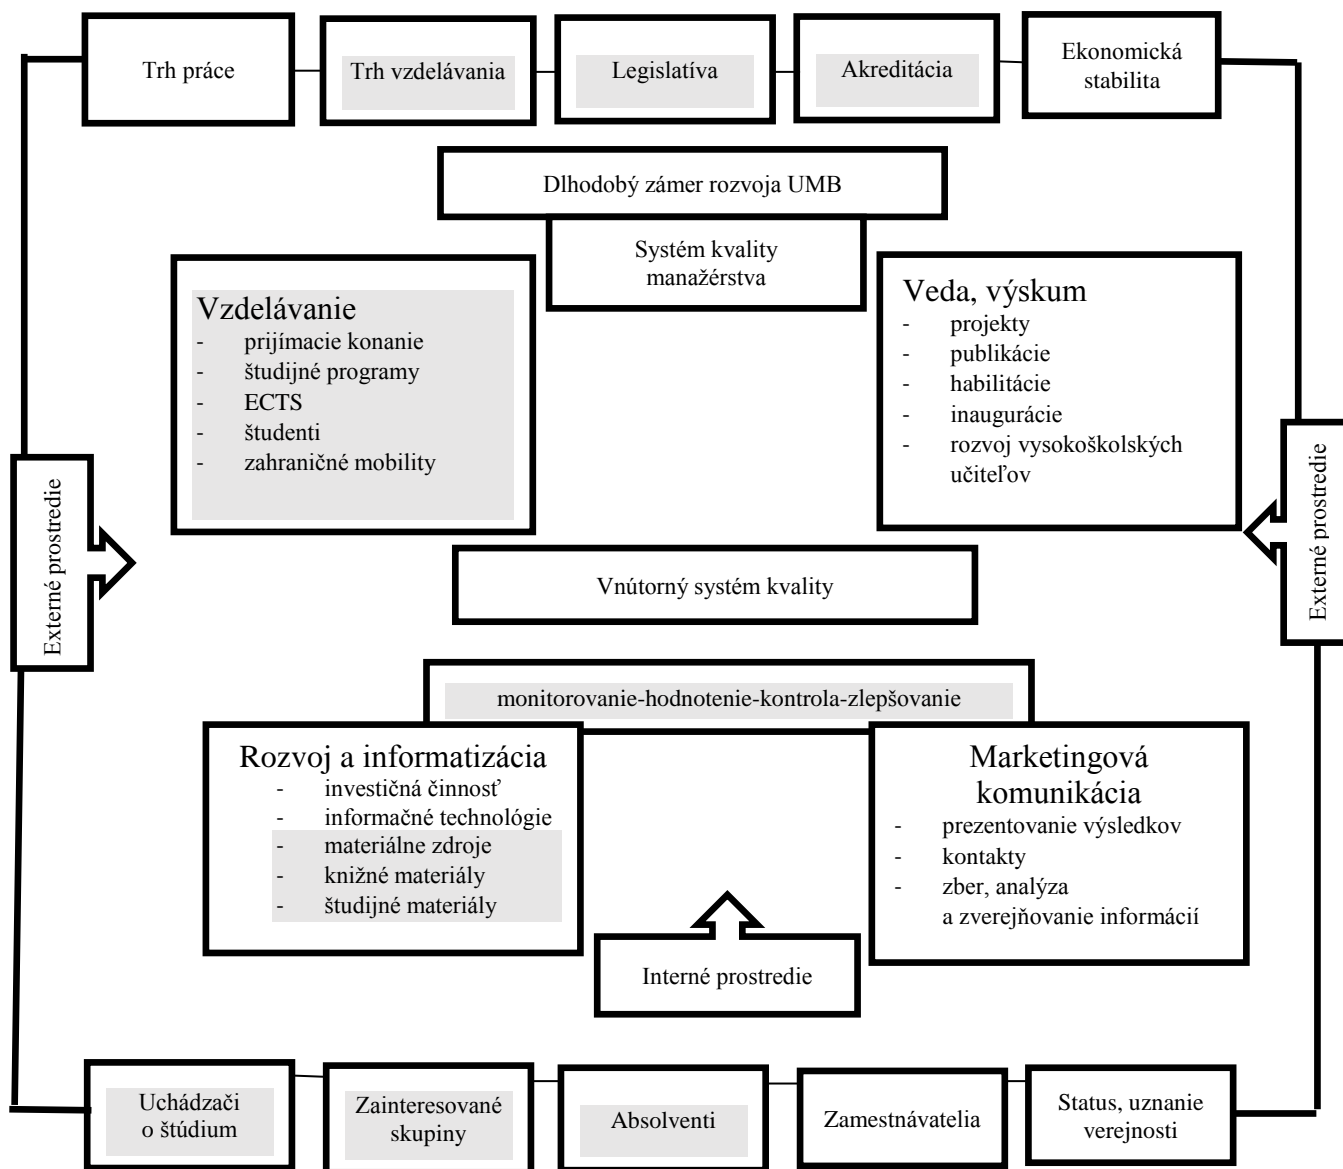 Trh práce
Trh vzdelávania
Legislatíva
Akreditácia
Ekonomická
stabilita
Dlhodobý zámer rozvoja UMB
Systém kvality
manažérstva
Vzdelávanie
- prijímacie konanie
- študijné programy
- ECTS
- študenti
- zahraničné mobility
Veda, výskum
- projekty
- publikácie
- habilitácie
- inaugurácie
- rozvoj vysokoškolských
učiteľov
Externé prostredie
Externé prostredie
Vnútorný systém kvality
monitorovanie-hodnotenie-kontrola-zlepšovanie
Rozvoj a informatizácia
- investičná činnosť
- informačné technológie
- materiálne zdroje
- knižné materiály
- študijné materiály
Marketingová
komunikácia
- prezentovanie výsledkov
- kontakty
- zber, analýza
a zverejňovanie informácií
Interné prostredie
Uchádzači
o štúdium
Zainteresované
skupiny
Absolventi
Zamestnávatelia
Status, uznanie
verejnosti